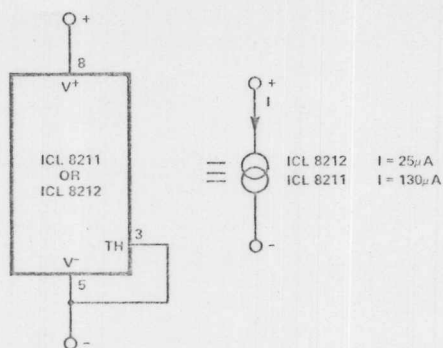 +
8
V+
ICL 8211
OR
ICL 8212
3
TH
V-
5
-
+
I
ICL 8212 I = 25μA
ICL 8211 I = 130μA
-